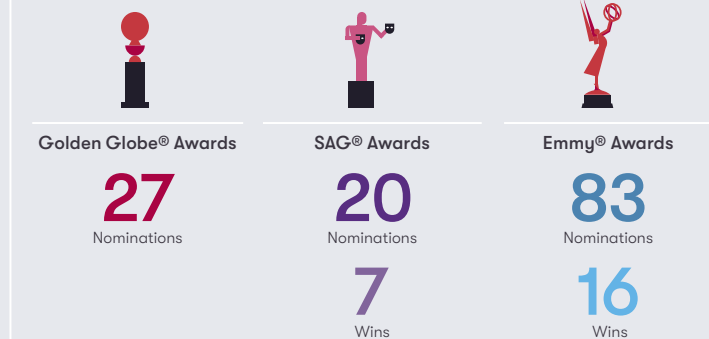 Golden Globe® Awards
27
Nominations
SAG® Awards
20
Nominations
7
Wins
Emmy® Awards
83
Nominations
16
Wins